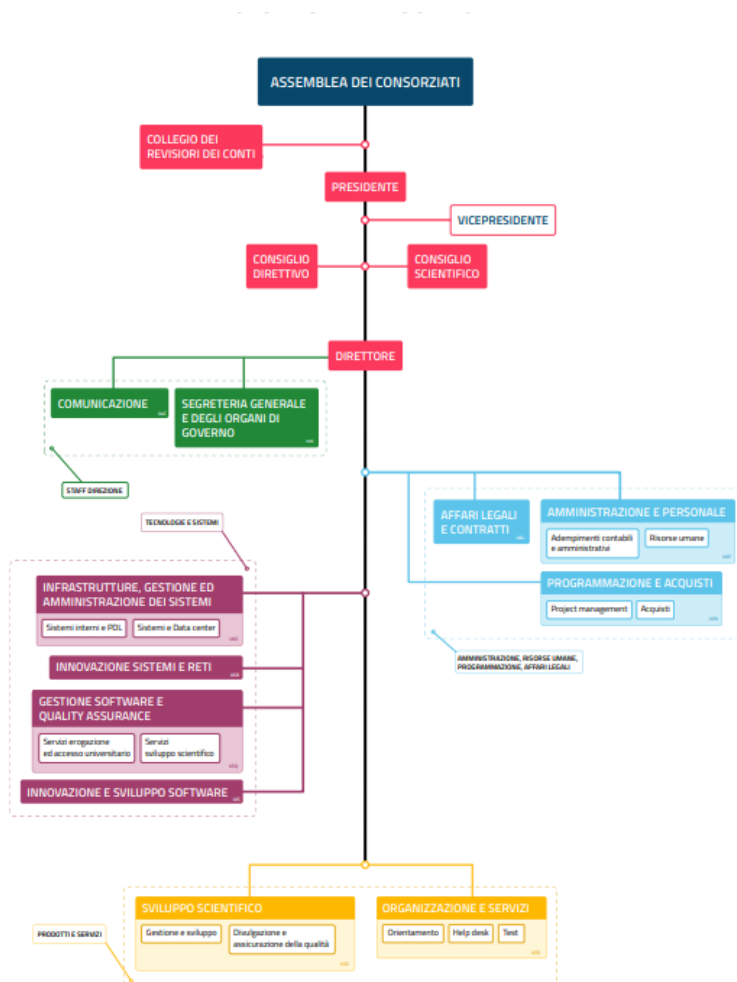 ASSEMBLEA DEI CONSORZIATI
COLLEGIO DEI
REVISIORI DEI CONTI
PRESIDENTE
VICEPRESIDENTE
CONSIGLIO
DIRETTIVO
CONSIGLIO
SCIENTIFICO
DIRETTORE
COMUNICAZIONE
SEGRETERIA GENERALE
E DEGLI ORGANI DI
GOVERNO
STAFF DIREZIONE
AFFARI LEGALI
E CONTRATTI
AMMINISTRAZIONE E PERSONALE
Adempimenti contabili
e amministrativi
Risorse umane
PROGRAMMAZIONE E ACQUISTI
Project management
Acquisti
AMMINISTRAZIONE, RISORSE UMANE,
PROGRAMMAZIONE, AFFARI LEGALI
TECNOLOGIE E SISTEMI
INFRASTRUTTURE, GESTIONE ED
AMMINISTRAZIONE DEI SISTEMI
Sistemi interni e PDL
Sistemi e Data center
INNOVAZIONE SISTEMI E RETI
GESTIONE SOFTWARE E
QUALITY ASSURANCE
Servizi erogazione
ed accesso universitario
Servizi
sviluppo scientifico
INNOVAZIONE E SVILUPPO SOFTWARE
SVILUPPO SCIENTIFICO
Gestione e sviluppo
Divulgazione e
assicurazione della qualità
ORGANIZZAZIONE E SERVIZI
Orientamento
Help desk
Test
PRODOTTI E SERVIZI